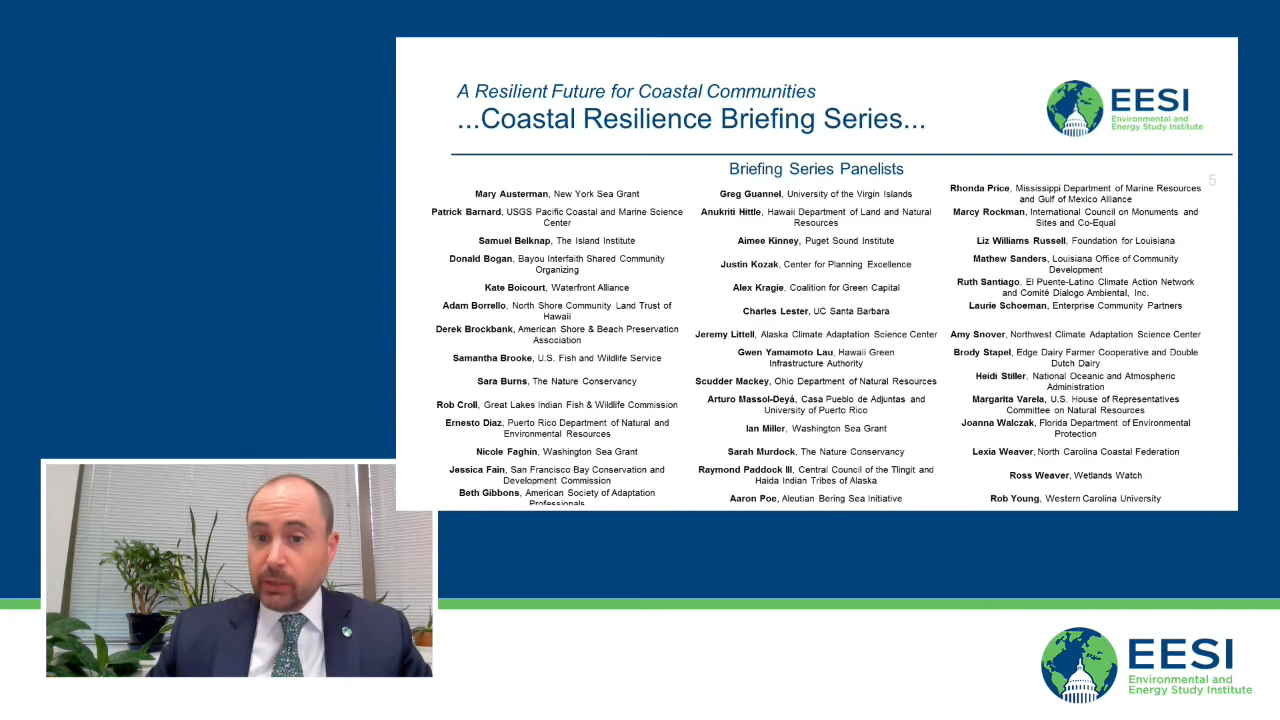 A Resilient Future for Coastal Communities
...Coastal Resilience Briefing Series...
EESI
Environmental and
Energy Study Institute
5
Briefing Series Panelists
Mary Austerman, New York Sea Grant
Patrick Barnard, USGS Pacific Coastal and Marine Science
Center
Samuel Belknap, The Island Institute
Donald Bogan, Bayou Interfaith Shared Community
Organizing
Kate Boicourt, Waterfront Alliance
Adam Borrello, North Shore Community Land Trust of
Hawaii
Derek Brockbank, American Shore & Beach Preservation
Association
Samantha Brooke, U.S. Fish and Wildlife Service
Sara Burns, The Nature Conservancy
Rob Croll, Great Lakes Indian Fish & Wildlife Commission
Ernesto Diaz, Puerto Rico Department of Natural and
Environmental Resources
Nicole Faghin, Washington Sea Grant
Jessica Fain, San Francisco Bay Conservation and
Development Commission
Beth Gibbons, American Society of Adaptation
Professionals
Greg Guannel, University of the Virgin Islands
Anukriti Hittle, Hawaii Department of Land and Natural
Resources
Aimee Kinney, Puget Sound Institute
Justin Kozak, Center for Planning Excellence
Alex Kragie, Coalition for Green Capital
Charles Lester, UC Santa Barbara
Jeremy Littell, Alaska Climate Adaptation Science Center
Gwen Yamamoto Lau, Hawaii Green
Infrastructure Authority
Scudder Mackey, Ohio Department of Natural Resources
Arturo Massol-Deyá, Casa Pueblo de Adjuntas and
University of Puerto Rico
Ian Miller, Washington Sea Grant
Sarah Murdock, The Nature Conservancy
Raymond Paddock III, Central Council of the Tlingit and
Haida Indian Tribes of Alaska
Aaron Poe, Aleutian Bering Sea Initiative
Rhonda Price, Mississippi Department of Marine Resources
and Gulf of Mexico Alliance
Marcy Rockman, International Council on Monuments and
Sites and Co-Equal
Liz Williams Russell, Foundation for Louisiana
Mathew Sanders, Louisiana Office of Community
Development
Ruth Santiago, El Puente-Latino Climate Action Network
and Comité Dialogo Ambiental, Inc.
Laurie Schoeman, Enterprise Community Partners
Amy Snover, Northwest Climate Adaptation Science Center
Brody Stapel, Edge Dairy Farmer Cooperative and Double
Dutch Dairy
Heidi Stiller, National Oceanic and Atmospheric
Administration
Margarita Varela, U.S. House of Representatives
Committee on Natural Resources
Joanna Walczak, Florida Department of Environmental
Protection
Lexia Weaver, North Carolina Coastal Federation
Ross Weaver, Wetlands Watch
Rob Young, Western Carolina University
EESI
Environmental and
Energy Study Institute